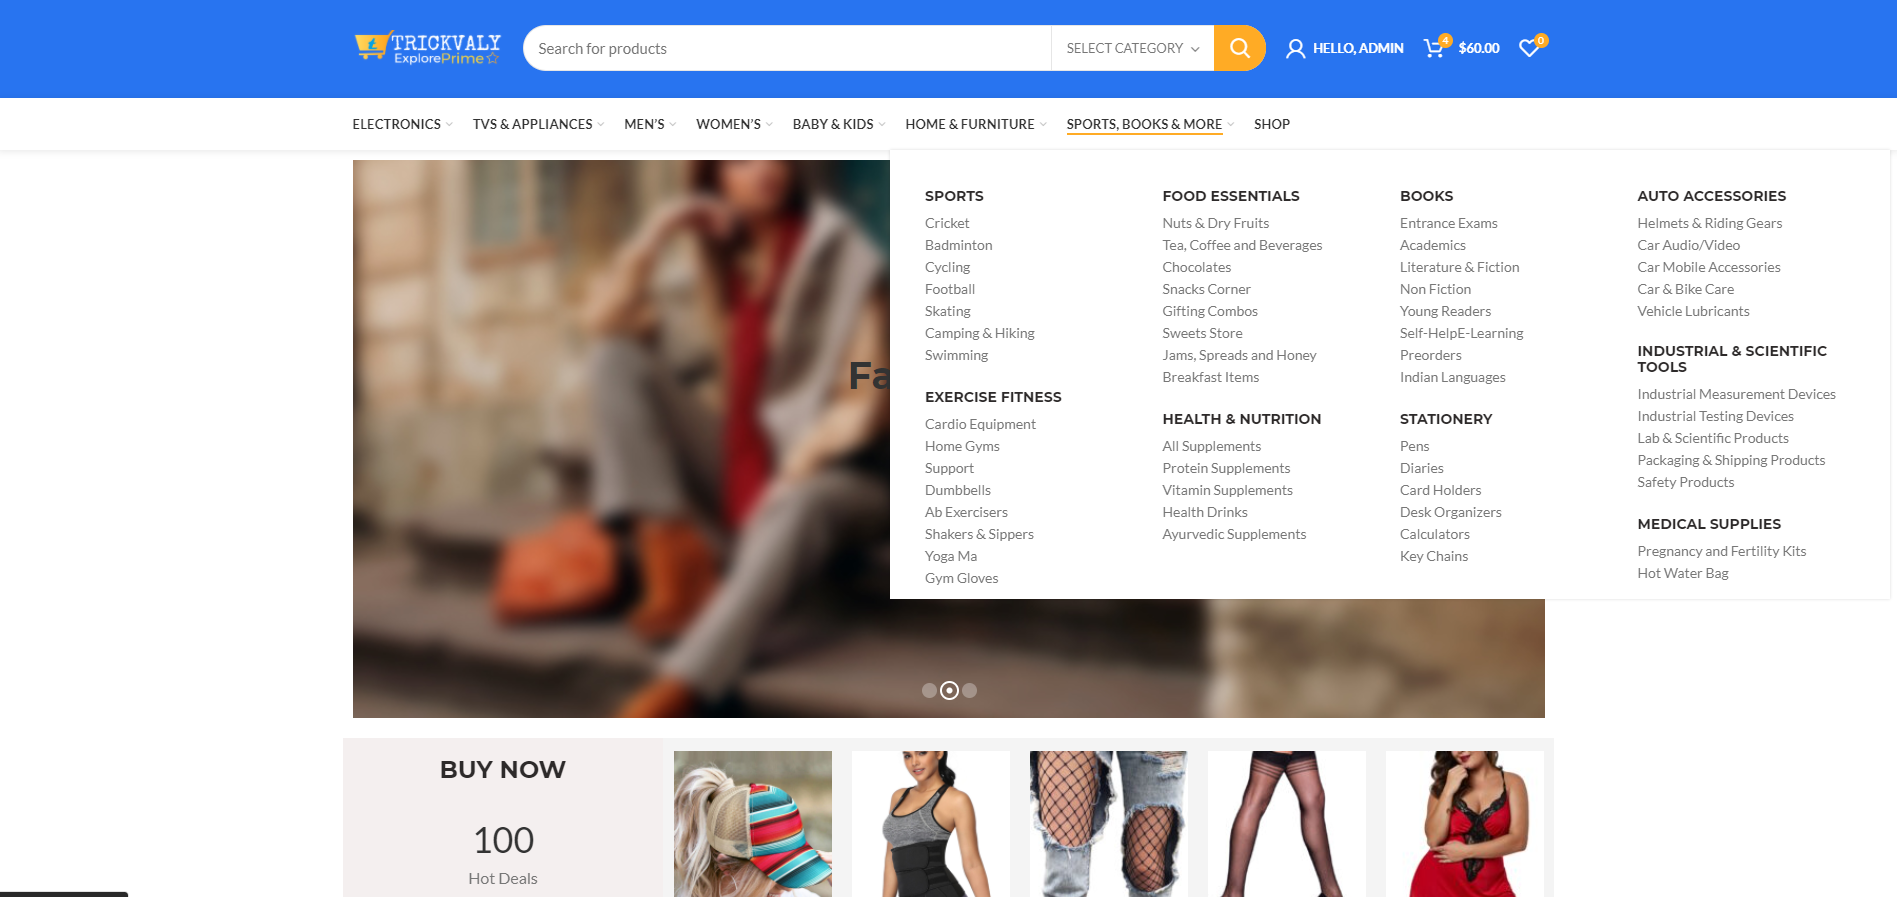 TRICKVALY
ExplorePrime
Search for products
SELECT CATEGORY
HELLO, ADMIN
4
$60.00
0
ELECTRONICS
TVS & APPLIANCES
MEN'S
WOMEN'S
BABY & KIDS
HOME & FURNITURE
SPORTS, BOOKS & MORE
SHOP
SPORTS
Cricket
Badminton
Cycling
Football
Skating
Camping & Hiking
Swimming
EXERCISE FITNESS
Cardio Equipment
Home Gyms
Support
Dumbbells
Ab Exercisers
Shakers & Sippers
Yoga Ma
Gym Gloves
FOOD ESSENTIALS
Nuts & Dry Fruits
Tea, Coffee and Beverages
Chocolates
Snacks Corner
Gifting Combos
Sweets Store
Jams, Spreads and Honey
Breakfast Items
HEALTH & NUTRITION
All Supplements
Protein Supplements
Vitamin Supplements
Health Drinks
Ayurvedic Supplements
BOOKS
Entrance Exams
Academics
Literature & Fiction
Non Fiction
Young Readers
Self-HelpE-Learning
Preorders
Indian Languages
STATIONERY
Pens
Diaries
Card Holders
Desk Organizers
Calculators
Key Chains
AUTO ACCESSORIES
Helmets & Riding Gears
Car Audio/Video
Car Mobile Accessories
Car & Bike Care
Vehicle Lubricants
INDUSTRIAL & SCIENTIFIC
TOOLS
Industrial Measurement Devices
Industrial Testing Devices
Lab & Scientific Products
Packaging & Shipping Products
Safety Products
MEDICAL SUPPLIES
Pregnancy and Fertility Kits
Hot Water Bag
Fa
BUY NOW
100
Hot Deals